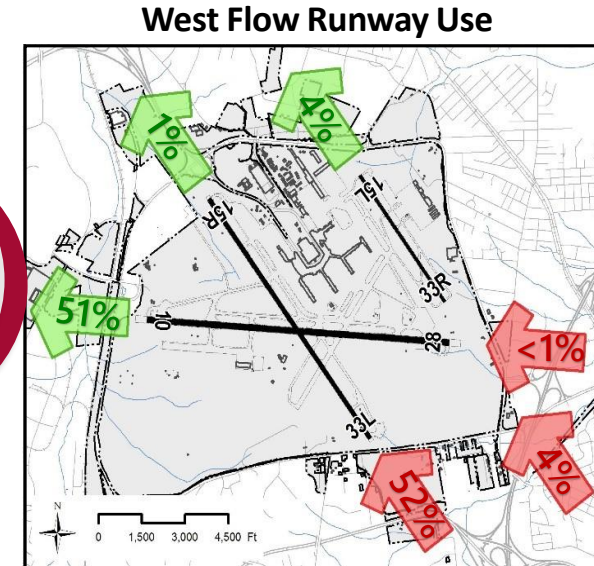 West Flow Runway Use
1%
4%
15R
15L
33R
51%
10
28
<1%
33L
4%
52%
N
0 1,500 3,000 4,500 Ft